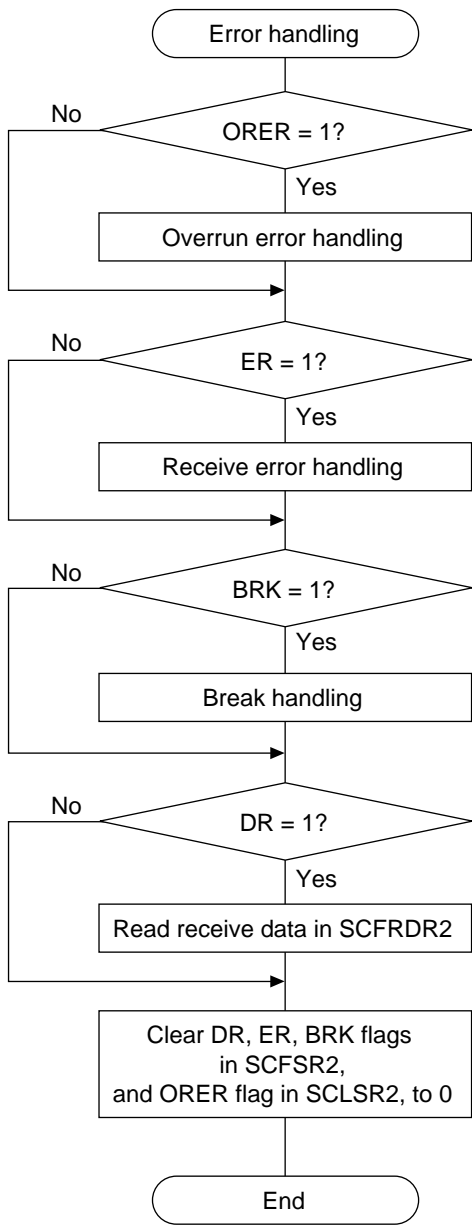 Error handling
No
ORER = 1?
Yes
Overrun error handling
No
ER = 1?
Yes
Receive error handling
No
BRK = 1?
Yes
Break handling
No
DR = 1?
Yes
Read receive data in SCFRDR2
Clear DR, ER, BRK flags
in SCFSR2,
and ORER flag in SCLSR2, to 0
End